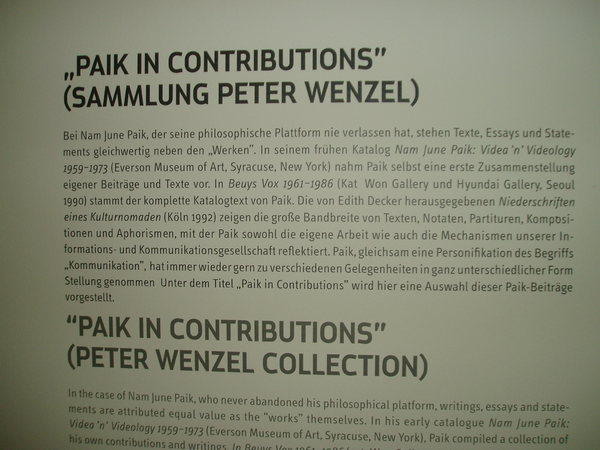 „PAIK IN CONTRIBUTIONS”
(SAMMLUNG PETER WENZEL)
Bei Nam June Paik, der seine philosophische Plattform nie verlassen hat, stehen Texte, Essays und State-
ments gleichwertig neben den „Werken”. In seinem frühen Katalog Nam June Paik: Videa 'n' Videology
1959-1973 (Everson Museum of Art, Syracuse, New York) nahm Paik selbst eine erste Zusammenstellung
eigener Beiträge und Texte vor. In Beuys Vox 1961-1986 (Kat Won Gallery und Hyundai Gallery, Seoul
1990) stammt der komplette Katalogtext von Paik. Die von Edith Decker herausgegebenen Niederschriften
eines Kulturnomaden (Köln 1992) zeigen die große Bandbreite von Texten, Notaten, Partituren, Komposi-
tionen und Aphorismen, mit der Paik sowohl die eigene Arbeit wie auch die Mechanismen unserer In-
formations- und Kommunikationsgesellschaft reflektiert. Paik, gleichsam eine Personifikation des Begriffs
„Kommunikation”, hat immer wieder gern zu verschiedenen Gelegenheiten in ganz unterschiedlicher Form
Stellung genommen Unter dem Titel „Paik in Contributions” wird hier eine Auswahl dieser Paik-Beiträge
vorgestellt.
“PAIK IN CONTRIBUTIONS”
(PETER WENZEL COLLECTION)
In the case of Nam June Paik, who never abandoned his philosophical platform, writings, essays and state-
ments are attributed equal value as the “works” themselves. In his early catalogue Nam June Paik:
Videa 'n' Videology 1959-1973 (Everson Museum of Art, Syracuse, New York), Paik compiled a collection of
his own contributions and writings. In Beuys Vox 1961-1986